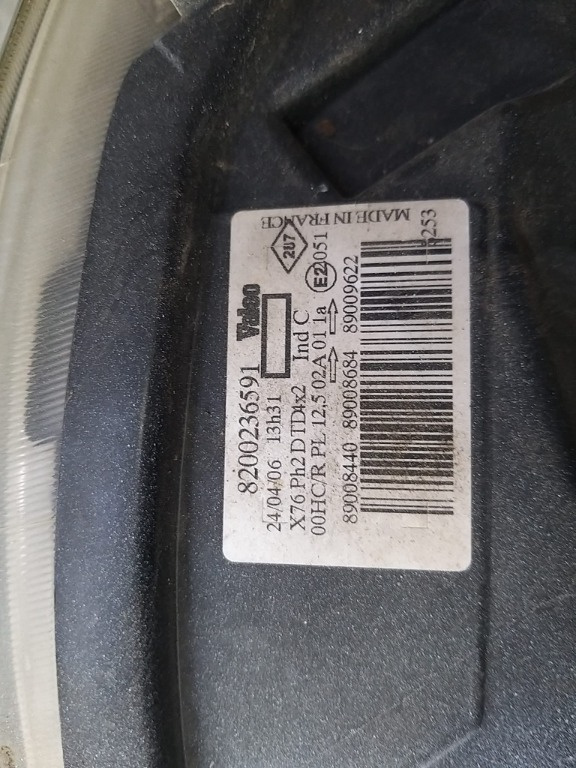 8200236591 Valeo
24/04/06 13h31
2U7
X76 Ph2 D TD4x2 Ind C
E2 051
00HC/R PL 12,5 02A 01 1a
MADE IN FRANCE
89008440 89008684 89009622